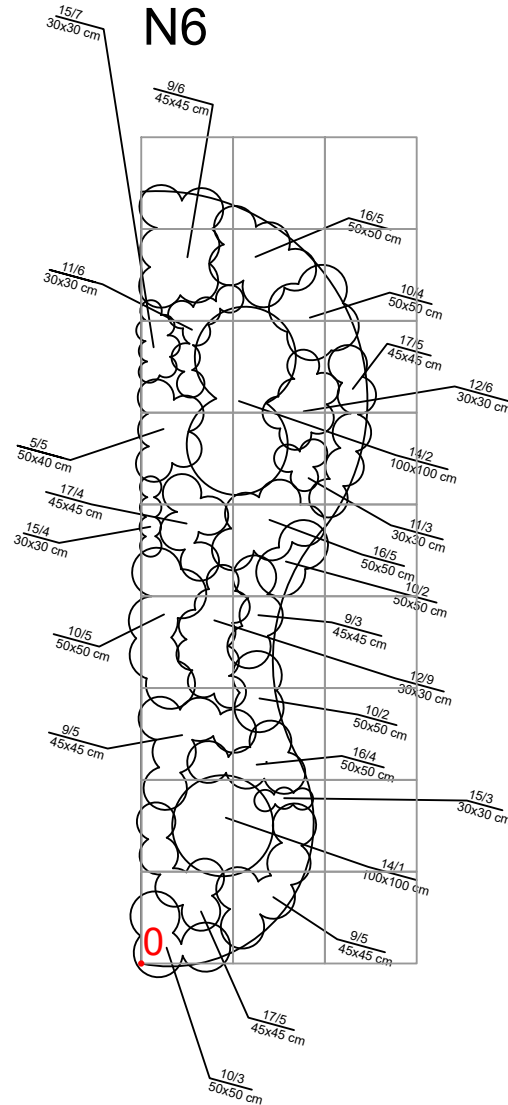 N6
15/7
30x30 cm
9/6
45x45 cm
16/5
50x50 cm
11/6
30x30 cm
10/4
50x50 cm
17/5
45x45 cm
12/6
30x30 cm
5/5
50x40 cm
14/2
100x100 cm
17/4
45x45 cm
15/4
30x30 cm
11/3
30x30 cm
16/5
50x50 cm
10/2
50x50 cm
10/5
50x50 cm
9/3
45x45 cm
12/9
30x30 cm
10/2
50x50 cm
9/5
45x45 cm
16/4
50x50 cm
15/3
30x30 cm
14/1
100x100 cm
9/5
45x45 cm
0
17/5
45x45 cm
10/3
50x50 cm